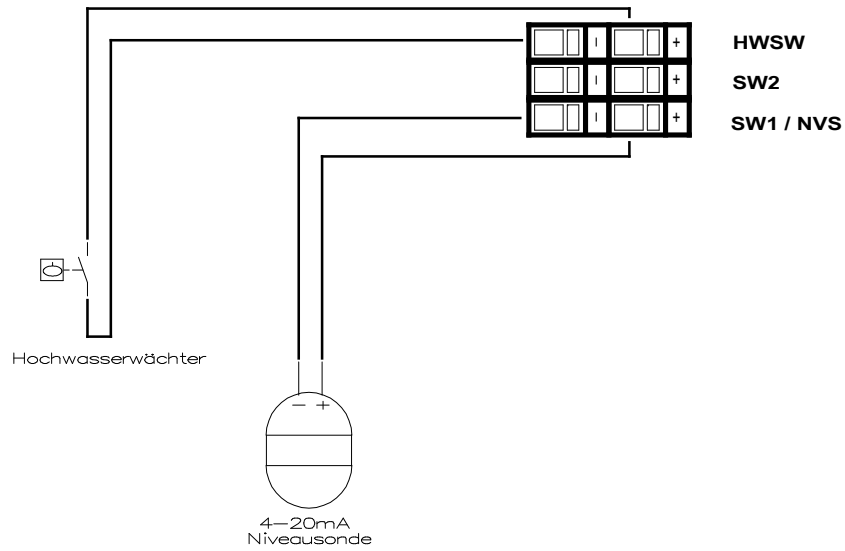 – + HWSW
– + SW2
– + SW1 / NVS
Hochwasserwächter
– +
4–20mA
Niveausonde